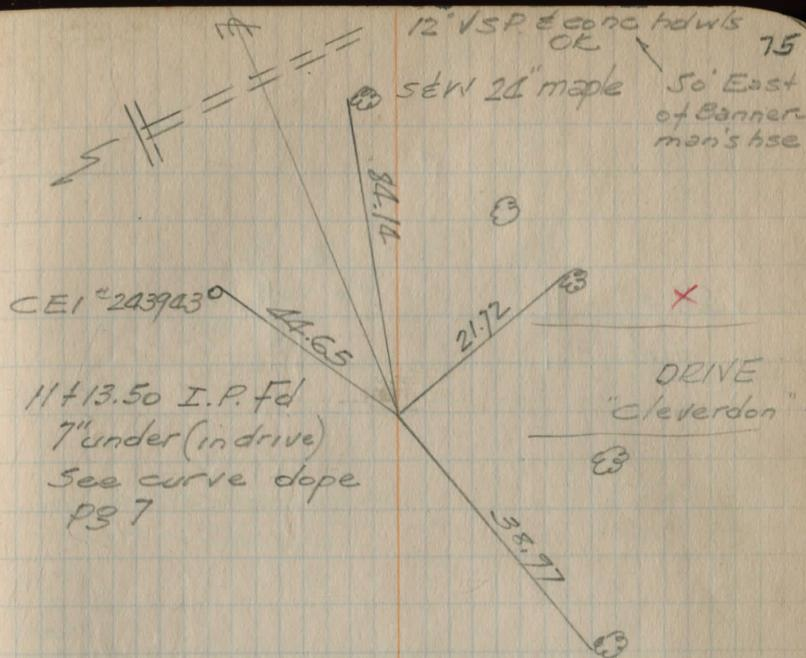 12" VSP. & conc hdwls
OK
75
50' East
of Banner-
man's hse
S&W 24" maple
84.14
CEI #243943
44.65
21.72
11+13.50 I.P. Fd
7" under (in drive)
See curve dope
pg 7
DRIVE
"Cleverdon"
38.97